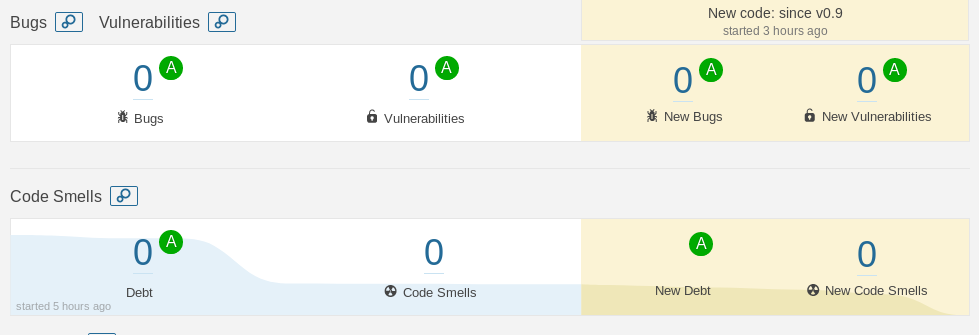 Bugs Vulnerabilities
New code: since v0.9
started 3 hours ago
0 A 0 A 0 A 0 A
Bugs Vulnerabilities New Bugs New Vulnerabilities
Code Smells
0 A 0 A 0
Debt Code Smells New Debt New Code Smells
started 5 hours ago